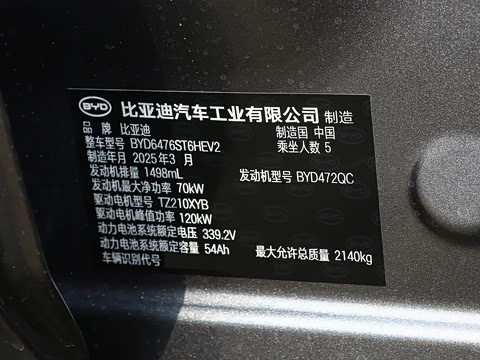 BYD 比亚迪汽车工业有限公司 制造
品牌 比亚迪 制造国 中国
整车型号 BYD6476ST6HEV2 乘坐人数 5
制造年月 2025年3月
发动机排量 1498mL 发动机型号 BYD472QC
发动机最大净功率 70kW
驱动电机型号 TZ210XYB
驱动电机峰值功率 120kW
动力电池系统额定电压 339.2V
动力电池系统额定容量 54Ah 最大允许总质量 2140kg
车辆识别代号